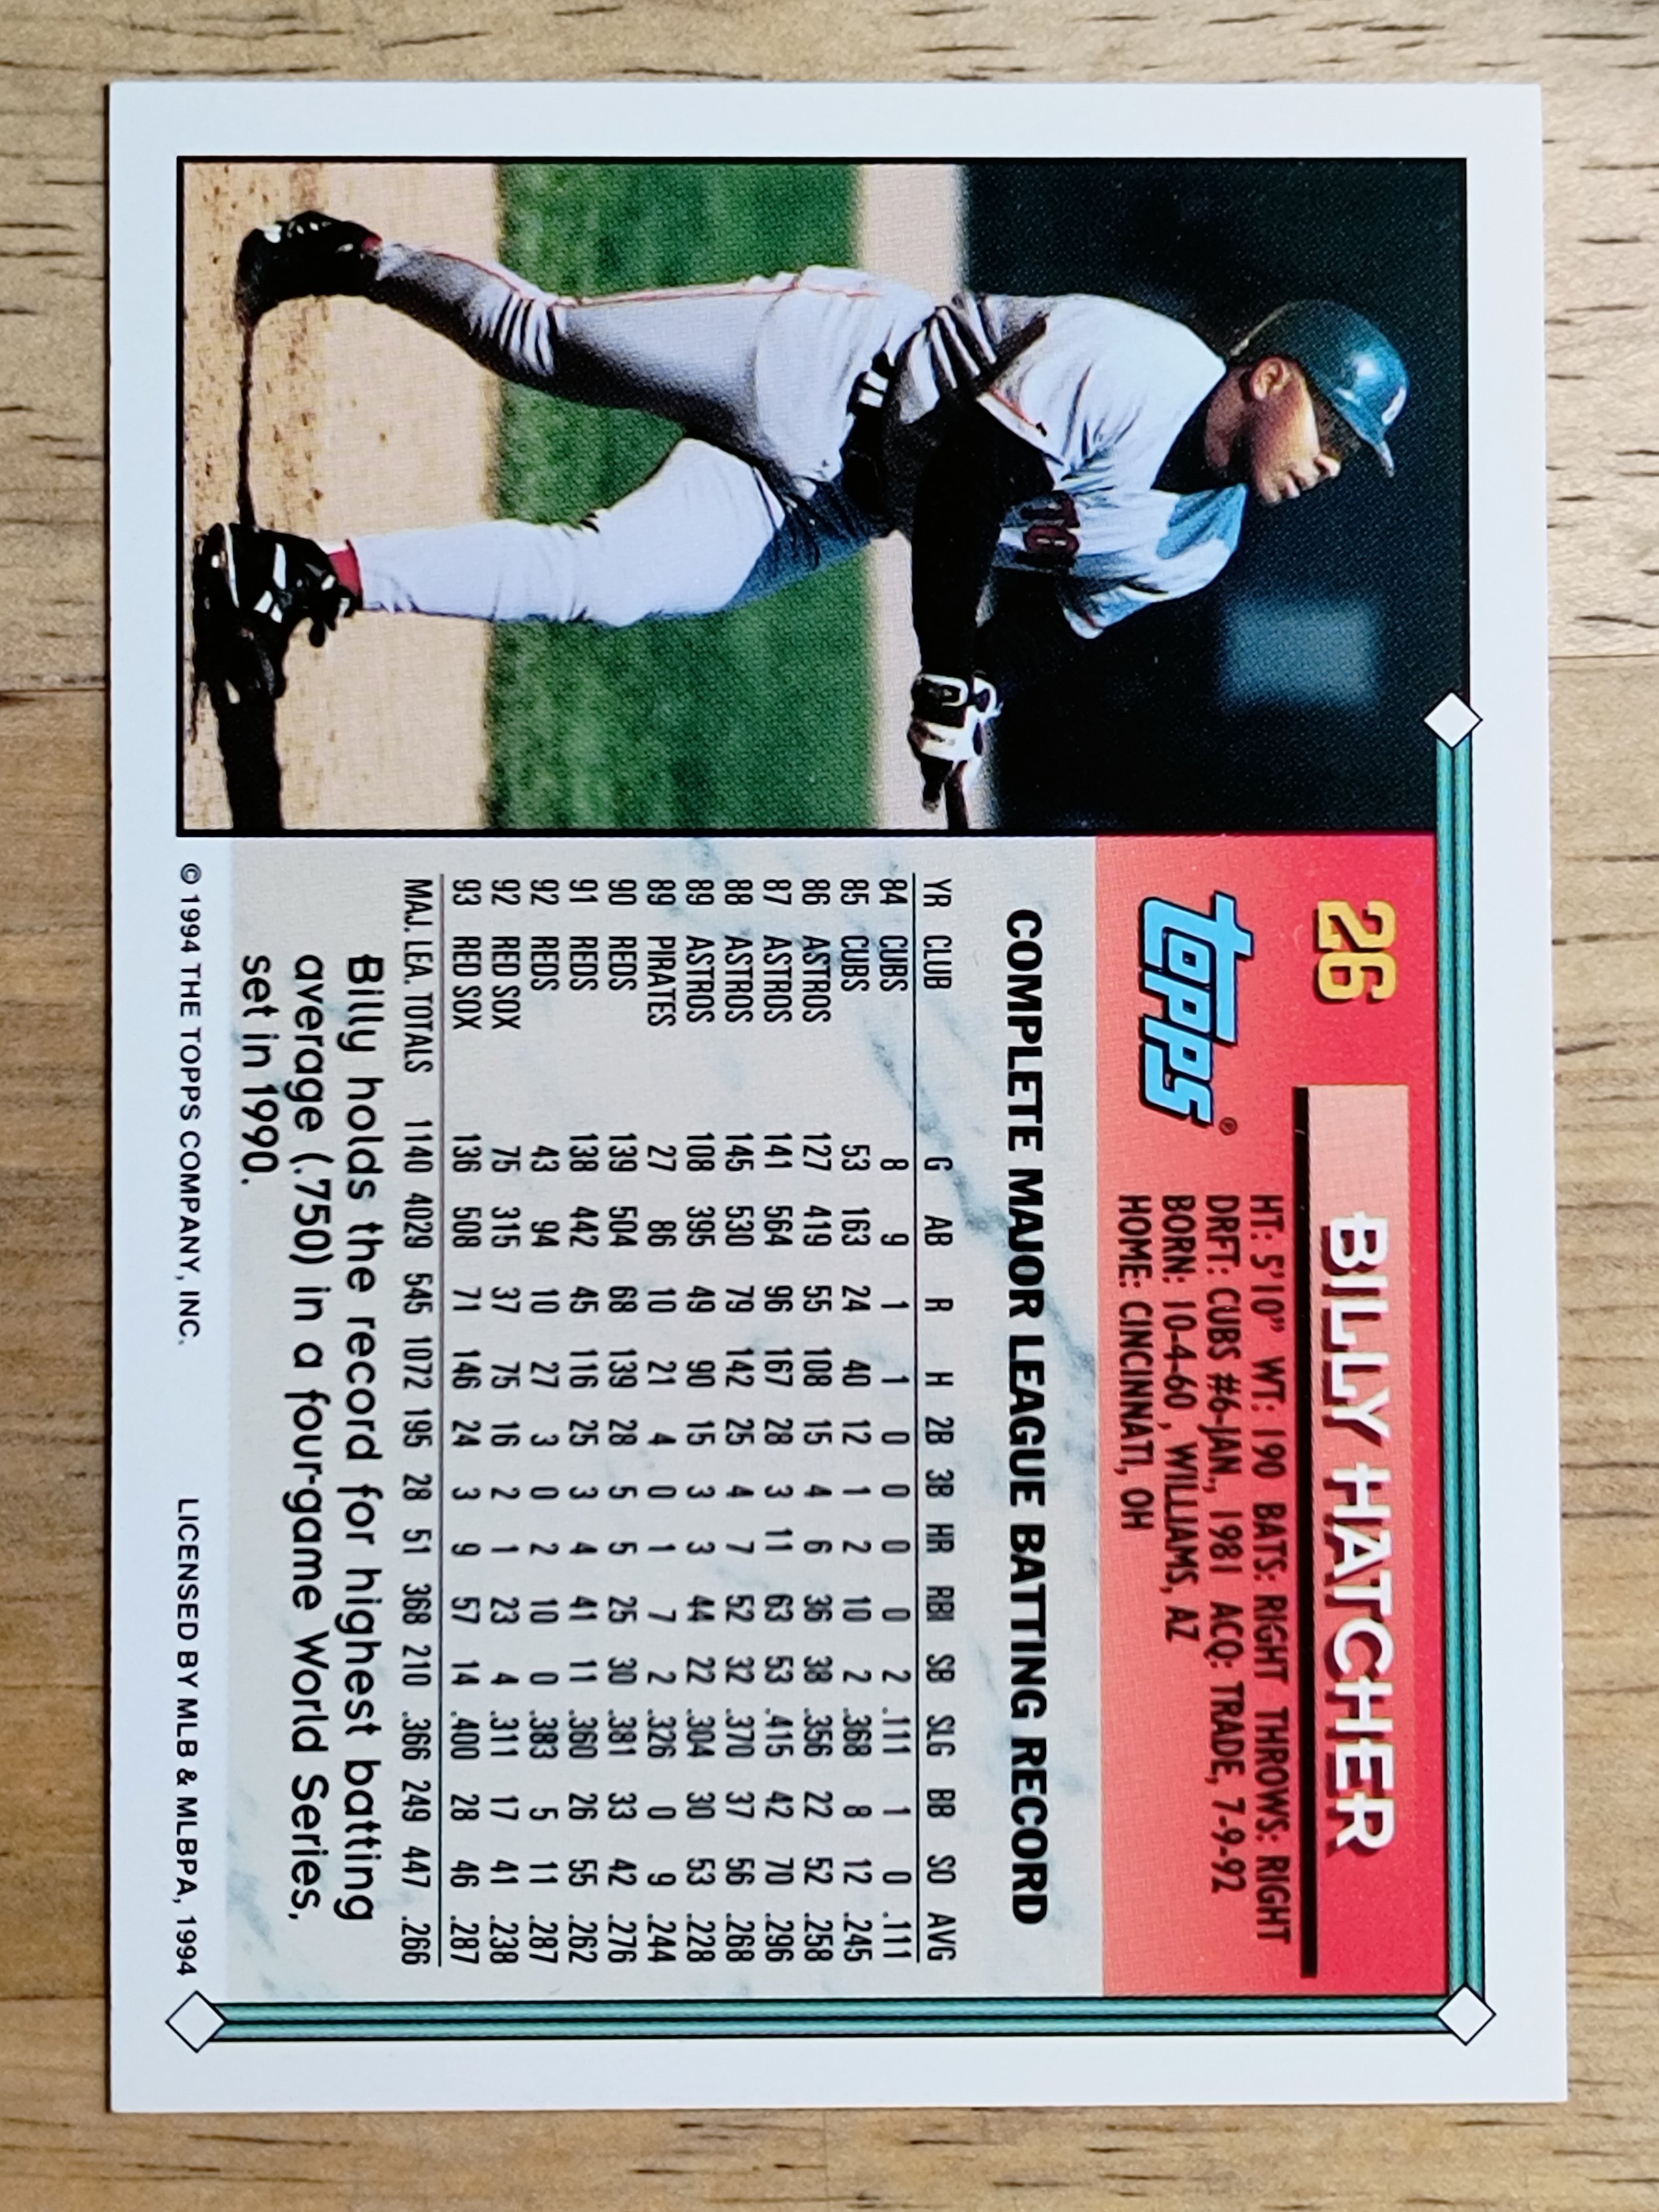 26
BILLY HATCHER
topps®
HT: 5'10" WT: 190 BATS: RIGHT THROWS: RIGHT
DRFT: CUBS #6-JAN., 1981 ACQ: TRADE, 7-9-92
BORN: 10-4-60, WILLIAMS, AZ
HOME: CINCINNATI, OH
COMPLETE MAJOR LEAGUE BATTING RECORD
YR CLUB G AB R H 2B 3B HR RBI SB SLG BB SO AVG
84 CUBS 8 9 1 1 0 0 0 0 2 .111 1 0 .111
85 CUBS 53 163 24 40 12 1 2 10 2 .368 8 12 .245
86 ASTROS 127 419 55 108 15 4 6 36 38 .356 22 52 .258
87 ASTROS 141 564 96 167 28 3 11 63 53 .415 42 70 .296
88 ASTROS 145 530 79 142 25 4 7 52 32 .370 37 56 .268
89 ASTROS 108 395 49 90 15 3 3 44 22 .304 30 53 .228
89 PIRATES 27 86 10 21 4 0 1 7 2 .326 0 9 .244
90 REDS 139 504 68 139 28 5 5 25 30 .381 33 42 .276
91 REDS 138 442 45 116 25 3 4 41 11 .360 26 55 .262
92 REDS 43 94 10 27 3 0 2 10 0 .383 5 11 .287
92 RED SOX 75 315 37 75 16 2 1 23 4 .311 17 41 .238
93 RED SOX 136 508 71 146 24 3 9 57 14 .400 28 46 .287
MAJ. LEA. TOTALS 1140 4029 545 1072 195 28 51 368 210 .366 249 447 .266
Billy holds the record for highest batting
average (.750) in a four-game World Series,
set in 1990.
© 1994 THE TOPPS COMPANY, INC. LICENSED BY MLB & MLBPA, 1994